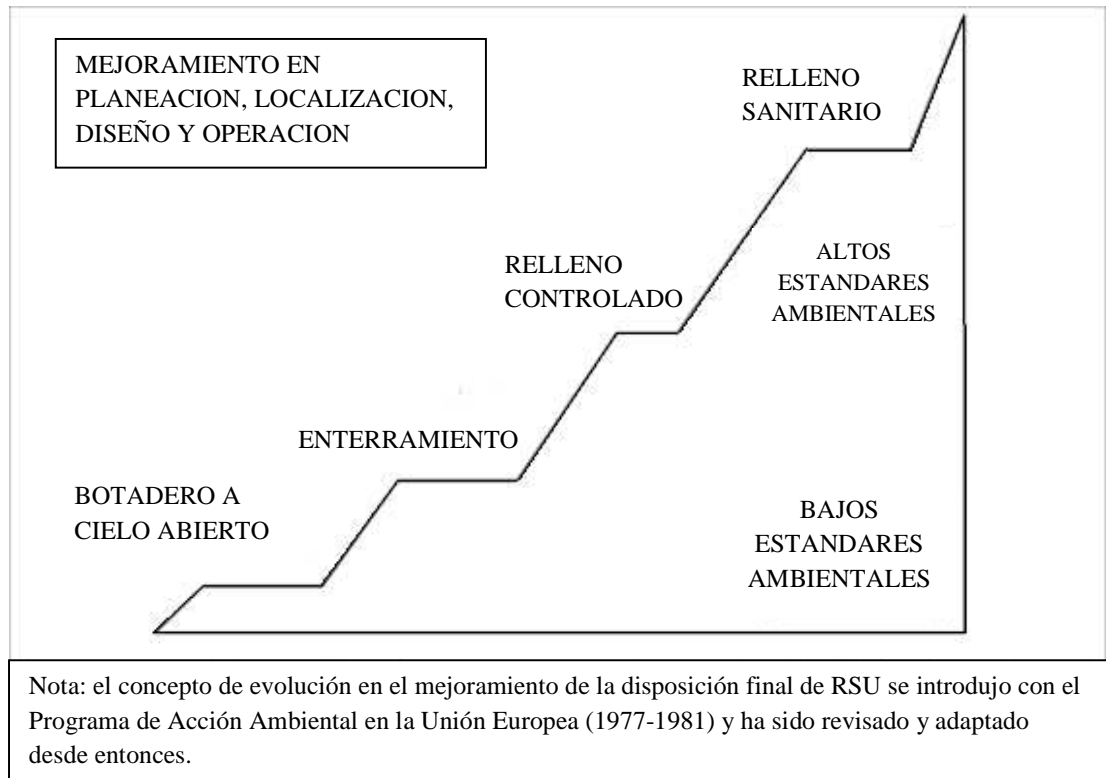 MEJORAMIENTO EN
PLANEACION, LOCALIZACION,
DISEÑO Y OPERACION
RELLENO
SANITARIO
ALTOS
ESTANDARES
AMBIENTALES
RELLENO
CONTROLADO
ENTERRAMIENTO
BOTADERO A
CIELO ABIERTO
BAJOS
ESTANDARES
AMBIENTALES
Nota: el concepto de evolución en el mejoramiento de la disposición final de RSU se introdujo con el
Programa de Acción Ambiental en la Unión Europea (1977-1981) y ha sido revisado y adaptado
desde entonces.